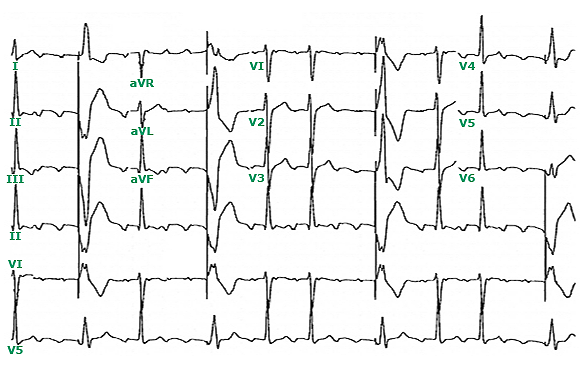 I aVR VI V4
II aVL V2 V5
III aVF V3 V6
II
VI
V5